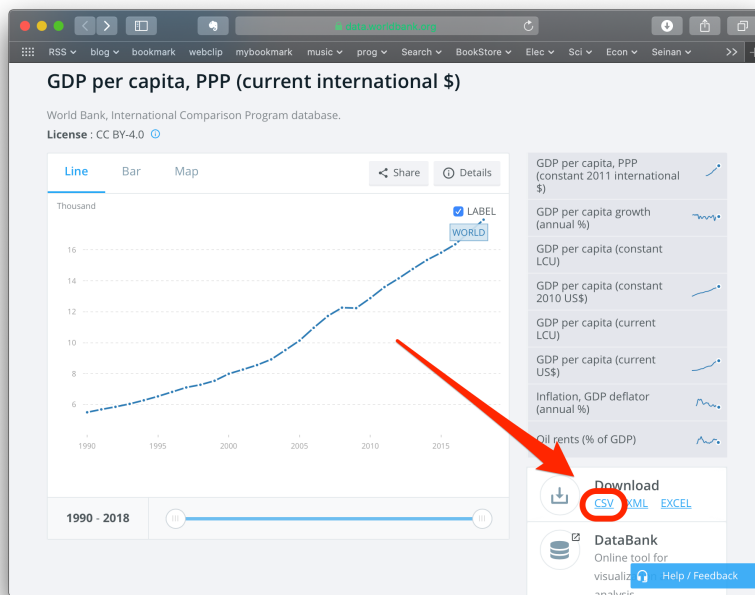 RSS blog bookmark webclip mybookmark music prog Search BookStore Elec Sci Econ Seinan >>
GDP per capita, PPP (current international $)
World Bank, International Comparison Program database.
License : CC BY-4.0
Line Bar Map Share Details
Thousand
LABEL
WORLD
16
14
12
10
8
6
1990 1995 2000 2005 2010 2015
1990 - 2018
GDP per capita, PPP
(constant 2011 international
$)
GDP per capita growth
(annual %)
GDP per capita (constant
LCU)
GDP per capita (constant
2010 US$)
GDP per capita (current
LCU)
GDP per capita (current
US$)
Inflation, GDP deflator
(annual %)
Oil rents (% of GDP)
Download
CSV XML EXCEL
DataBank
Online tool for
Help / Feedback
analysis